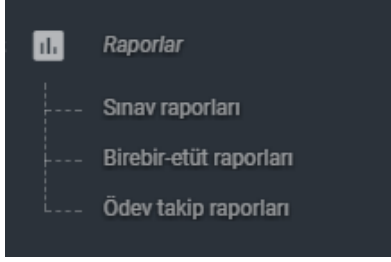 Raporlar
Sınav raporları
Birebir-etüt raporları
Ödev takip raporları